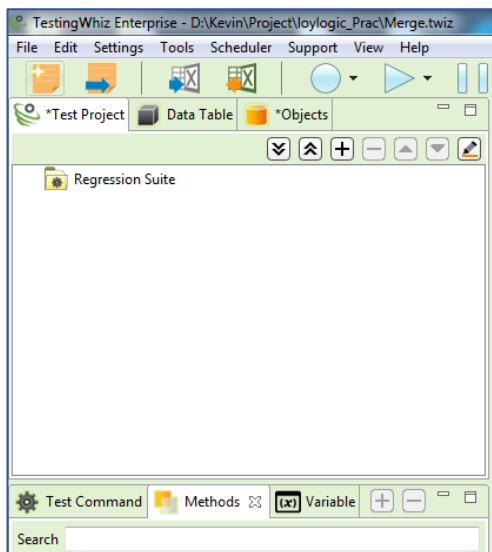 TestingWhiz Enterprise - D:\Kevin\Project\loylogic_Prac\Merge.twiz
File Edit Settings Tools Scheduler Support View Help
*Test Project Data Table *Objects
Regression Suite
Test Command Methods (x) Variable
Search